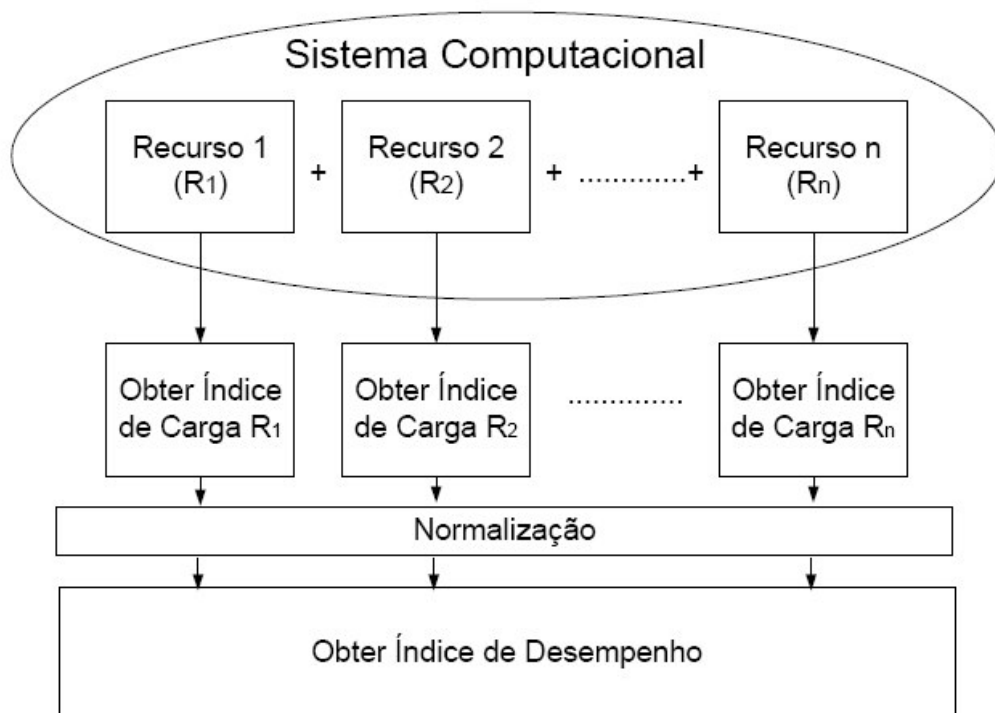 Sistema Computacional
Recurso 1
(R1)
+
Recurso 2
(R2)
+ .............+
Recurso n
(Rn)
Obter Índice
de Carga R1
Obter Índice
de Carga R2
..............
Obter Índice
de Carga Rn
Normalização
Obter Índice de Desempenho